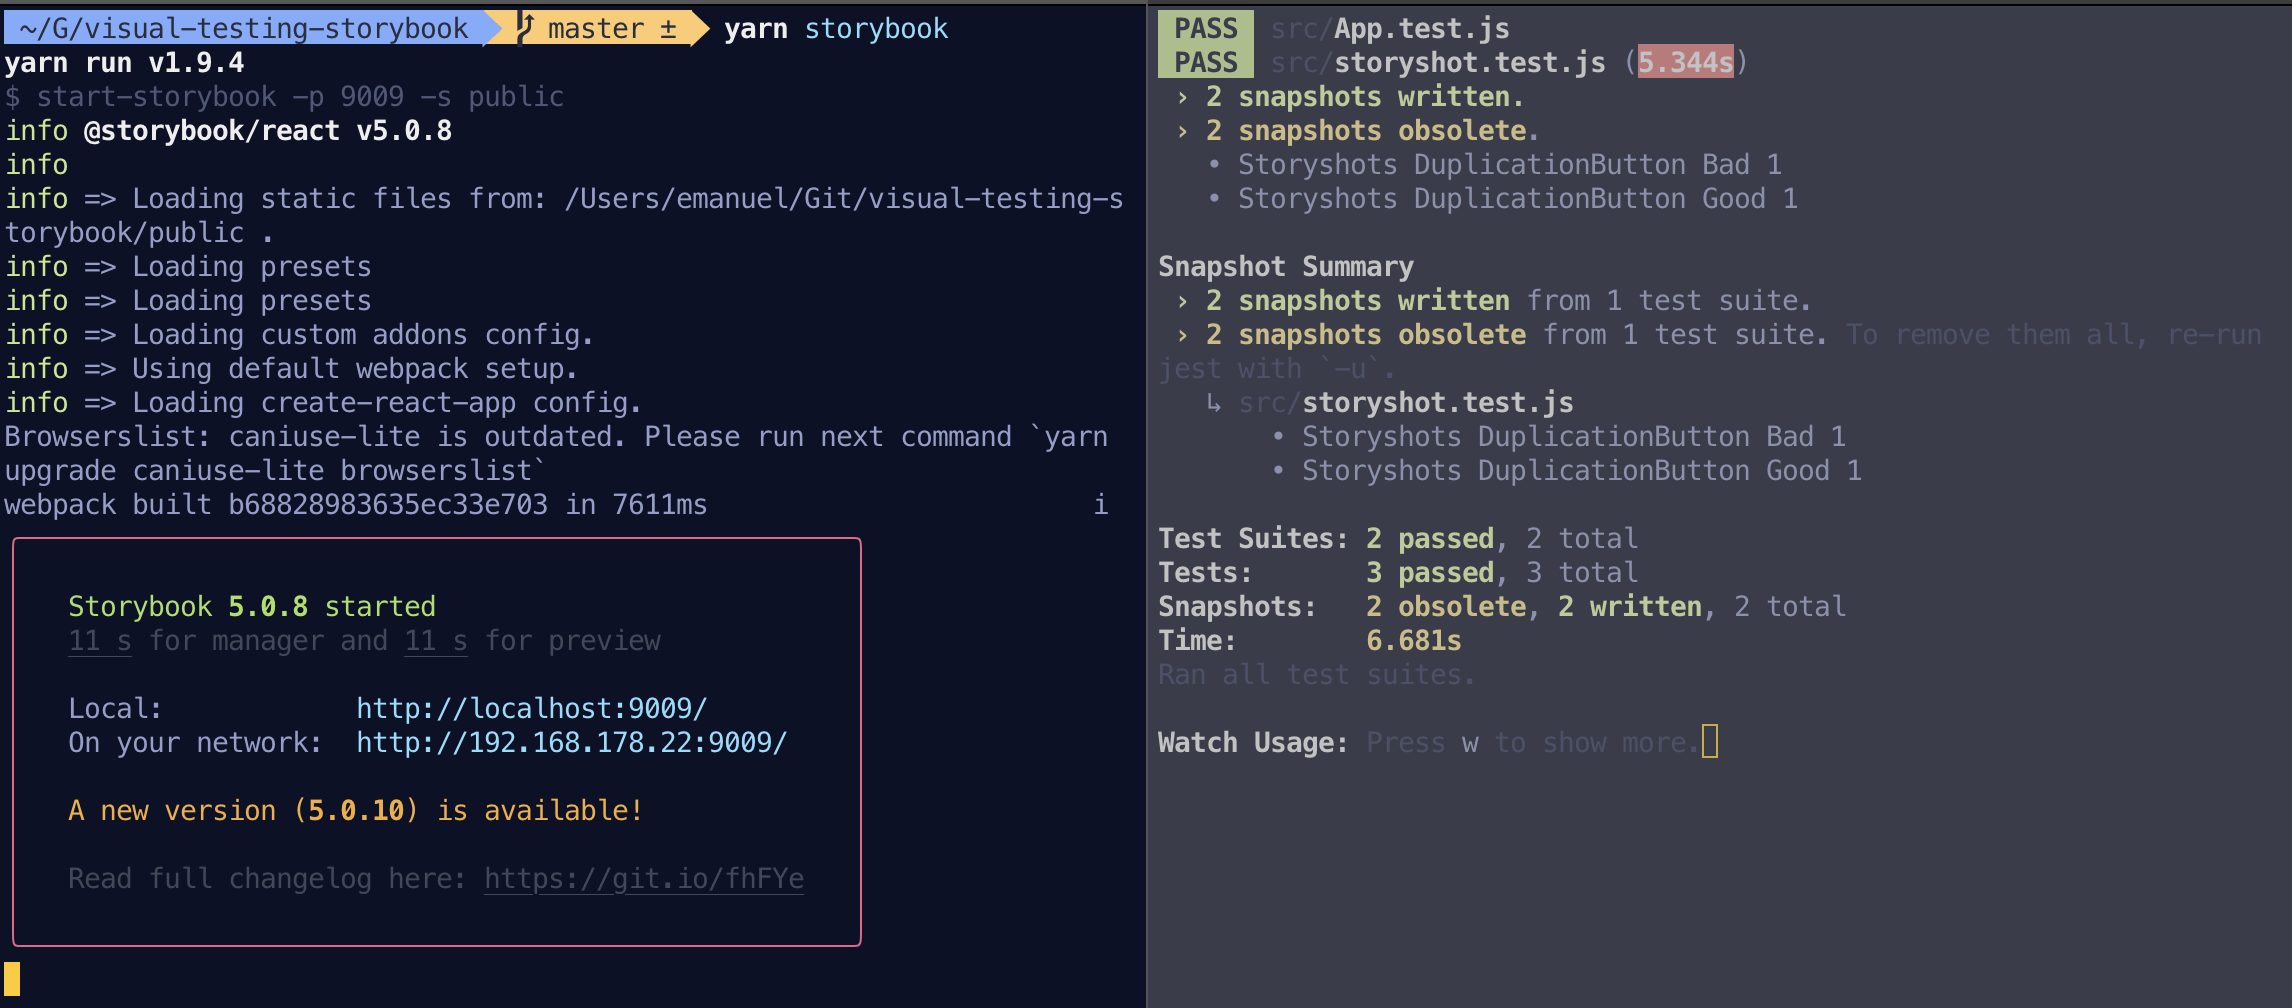 ~/G/visual-testing-storybook master ± yarn storybook
yarn run v1.9.4
$ start-storybook -p 9009 -s public
info @storybook/react v5.0.8
info
info => Loading static files from: /Users/emanuel/Git/visual-testing-s
torybook/public .
info => Loading presets
info => Loading presets
info => Loading custom addons config.
info => Using default webpack setup.
info => Loading create-react-app config.
Browserslist: caniuse-lite is outdated. Please run next command `yarn
upgrade caniuse-lite browserslist`
webpack built b68828983635ec33e703 in 7611ms i
Storybook 5.0.8 started
11 s for manager and 11 s for preview
Local: http://localhost:9009/
On your network: http://192.168.178.22:9009/
A new version (5.0.10) is available!
Read full changelog here: https://git.io/fhFYe
PASS src/App.test.js
PASS src/storyshot.test.js (5.344s)
› 2 snapshots written.
› 2 snapshots obsolete.
• Storyshots DuplicationButton Bad 1
• Storyshots DuplicationButton Good 1
Snapshot Summary
› 2 snapshots written from 1 test suite.
› 2 snapshots obsolete from 1 test suite. To remove them all, re-run
jest with `-u`.
↳ src/storyshot.test.js
• Storyshots DuplicationButton Bad 1
• Storyshots DuplicationButton Good 1
Test Suites: 2 passed, 2 total
Tests: 3 passed, 3 total
Snapshots: 2 obsolete, 2 written, 2 total
Time: 6.681s
Ran all test suites.
Watch Usage: Press w to show more.